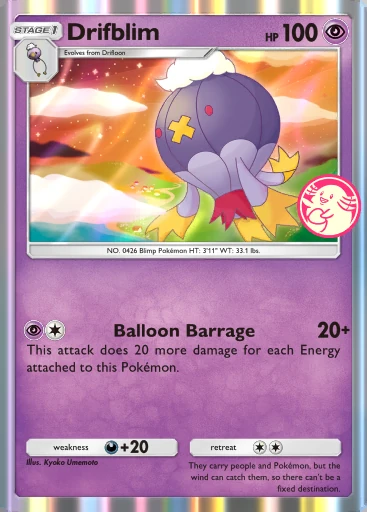 STAGE 1
Drifblim
HP 100
Evolves from Drifloon
NO. 0426 Blimp Pokémon HT: 3'11" WT: 33.1 lbs.
Balloon Barrage 20+
This attack does 20 more damage for each Energy
attached to this Pokémon.
weakness +20
retreat
Illus. Kyoko Umemoto
They carry people and Pokémon, but the
wind can catch them, so there can't be a
fixed destination.